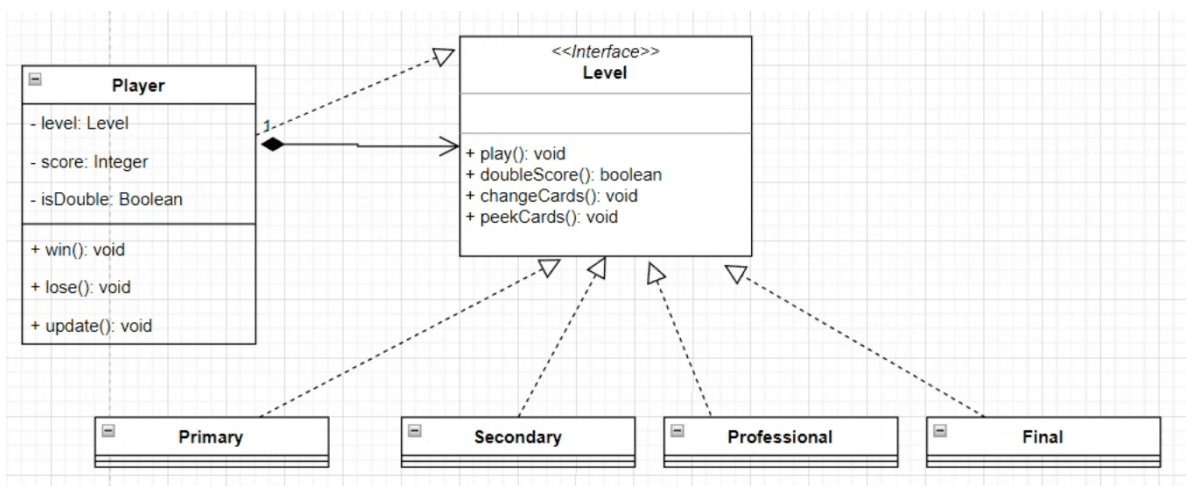 Player
- level: Level
- score: Integer
- isDouble: Boolean
+ win(): void
+ lose(): void
+ update(): void
1
<<Interface>>
Level
+ play(): void
+ doubleScore(): boolean
+ changeCards(): void
+ peekCards(): void
Primary
Secondary
Professional
Final